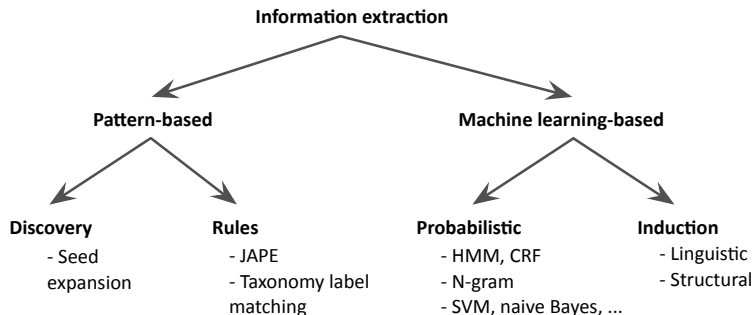 Information extraction
Pattern-based
Machine learning-based
Discovery
- Seed
expansion
Rules
- JAPE
- Taxonomy label
matching
Probabilistic
- HMM, CRF
- N-gram
- SVM, naive Bayes, ...
Induction
- Linguistic
- Structural